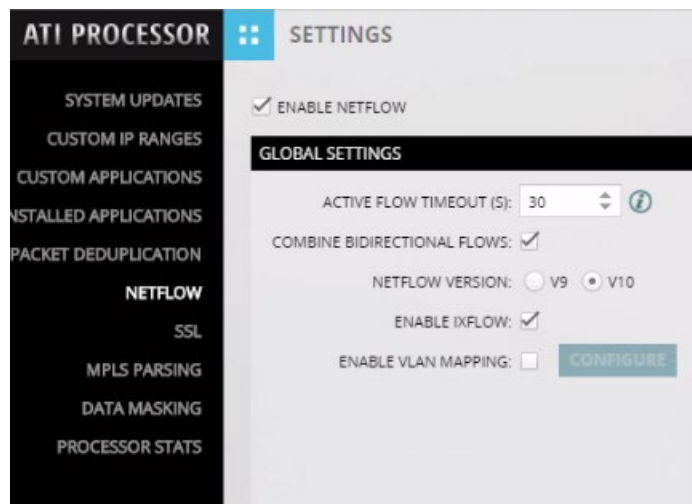 ATI PROCESSOR
SETTINGS
SYSTEM UPDATES
CUSTOM IP RANGES
CUSTOM APPLICATIONS
NSTALLED APPLICATIONS
PACKET DEDUPLICATION
NETFLOW
SSL
MPLS PARSING
DATA MASKING
PROCESSOR STATS
ENABLE NETFLOW
GLOBAL SETTINGS
ACTIVE FLOW TIMEOUT (S): 30
COMBINE BIDIRECTIONAL FLOWS:
NETFLOW VERSION: V9 V10
ENABLE IXFLOW:
ENABLE VLAN MAPPING: CONFIGURE